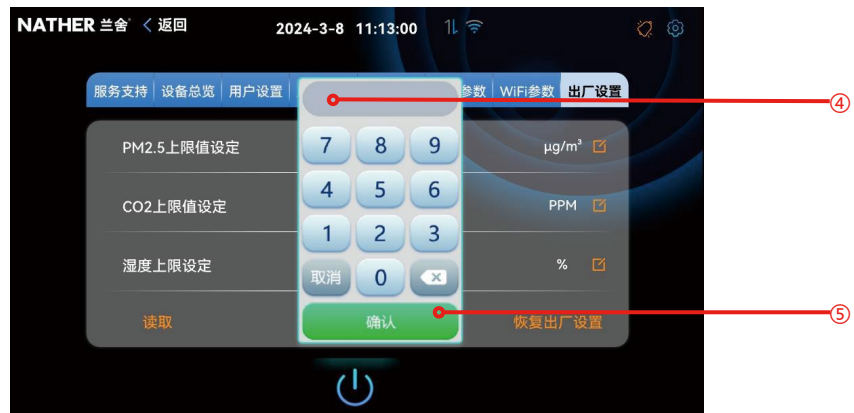 NATHER 兰舍 < 返回 2024-3-8 11:13:00
服务支持 设备总览 用户设置 参数 WiFi参数 出厂设置
④
PM2.5上限值设定 7 8 9 μg/m³
CO2上限值设定 4 5 6 PPM
1 2 3
湿度上限设定 取消 0 %
读取 确认 恢复出厂设置
⑤